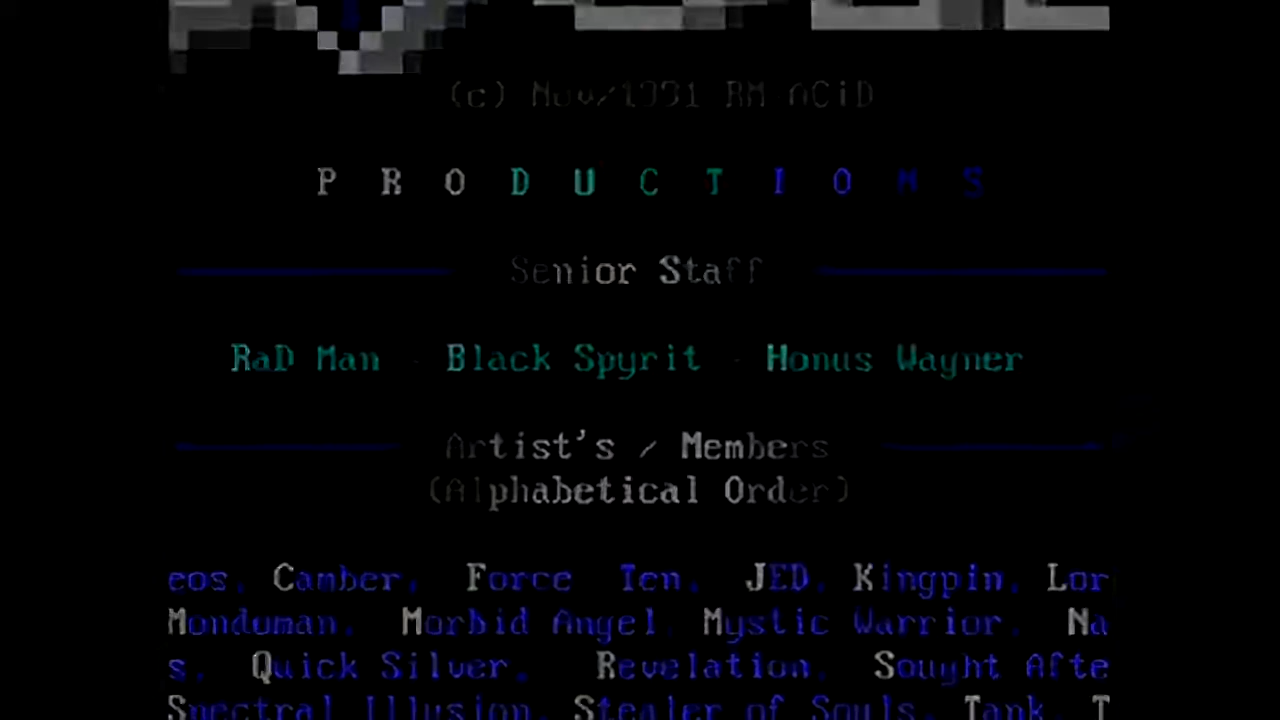 (c) Nov/1991 RM ACiD
P R O D U C T I O N S
Senior Staff
RaD Man - Black Spyrit - Honus Wagner
Artist's / Members
(Alphabetical Order)
eos, Camber, Force Ten, JED, Kingpin, Lor
Monduman, Morbid Angel, Mystic Warrior, Na
s, Quick Silver, Revelation, Sought Afte
Spectral Illusion, Stealer of Souls, Tank, T